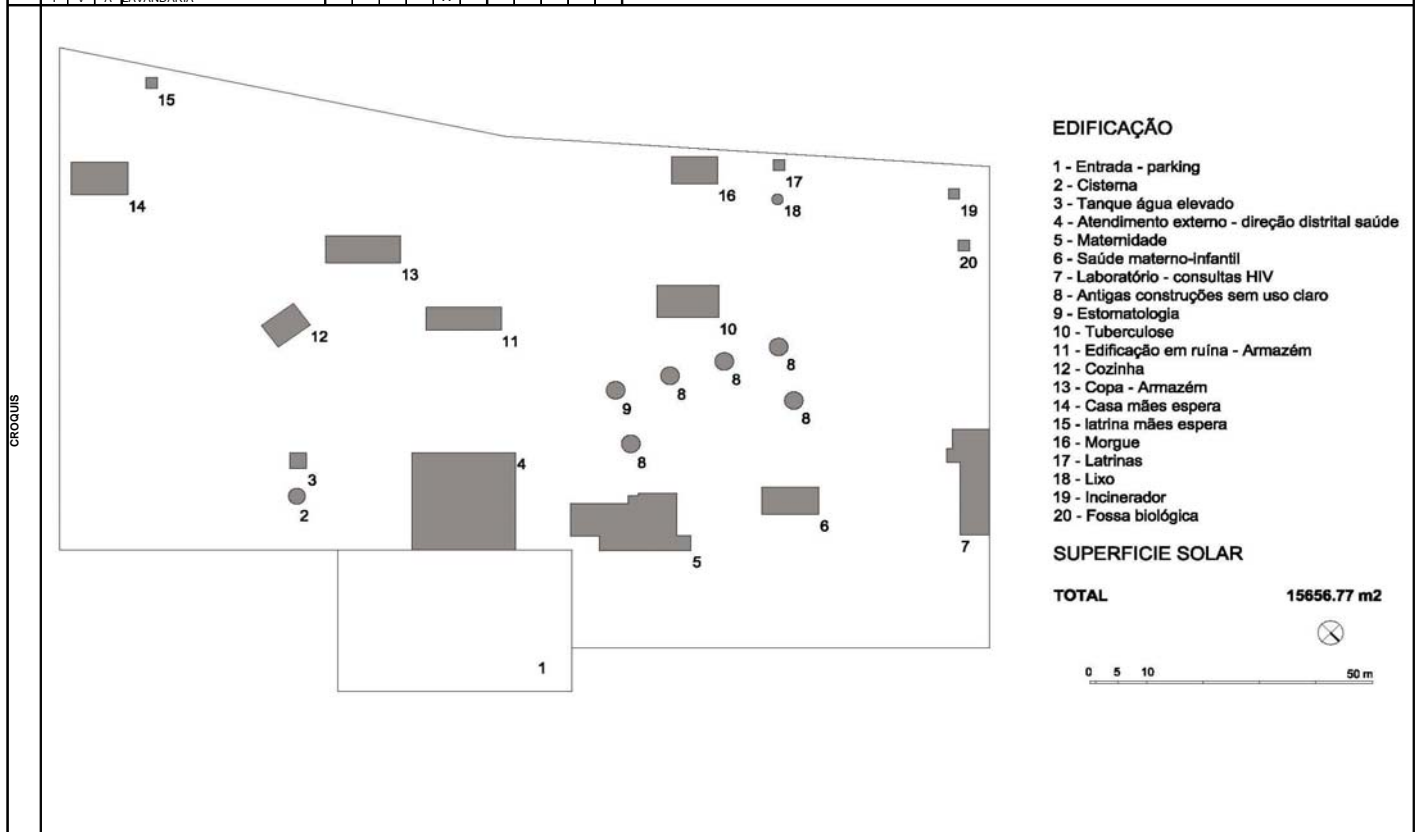 LAVANDARIA
CROQUIS
15
14
16
17
18
19
20
13
12
11
10
8
8
8
9
8
8
3
2
4
5
6
7
1
EDIFICAÇÃO
1 - Entrada - parking
2 - Cisterna
3 - Tanque água elevado
4 - Atendimento externo - direção distrital saúde
5 - Maternidade
6 - Saúde materno-infantil
7 - Laboratório - consultas HIV
8 - Antigas construções sem uso claro
9 - Estomatologia
10 - Tuberculose
11 - Edificação em ruína - Armazém
12 - Cozinha
13 - Copa - Armazém
14 - Casa mães espera
15 - latrina mães espera
16 - Morgue
17 - Latrinas
18 - Lixo
19 - Incinerador
20 - Fossa biológica
SUPERFICIE SOLAR
TOTAL 15656.77 m2
0 5 10 50 m